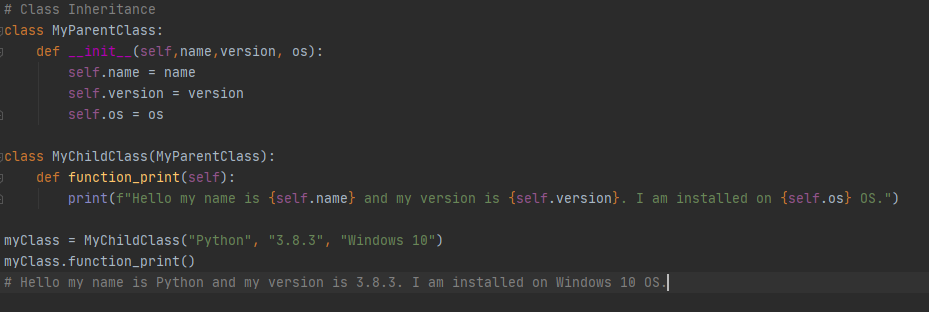 # Class Inheritance
class MyParentClass:
    def __init__(self,name,version, os):
        self.name = name
        self.version = version
        self.os = os

class MyChildClass(MyParentClass):
    def function_print(self):
        print(f"Hello my name is {self.name} and my version is {self.version}. I am installed on {self.os} OS.")

myClass = MyChildClass("Python", "3.8.3", "Windows 10")
myClass.function_print()
# Hello my name is Python and my version is 3.8.3. I am installed on Windows 10 OS.